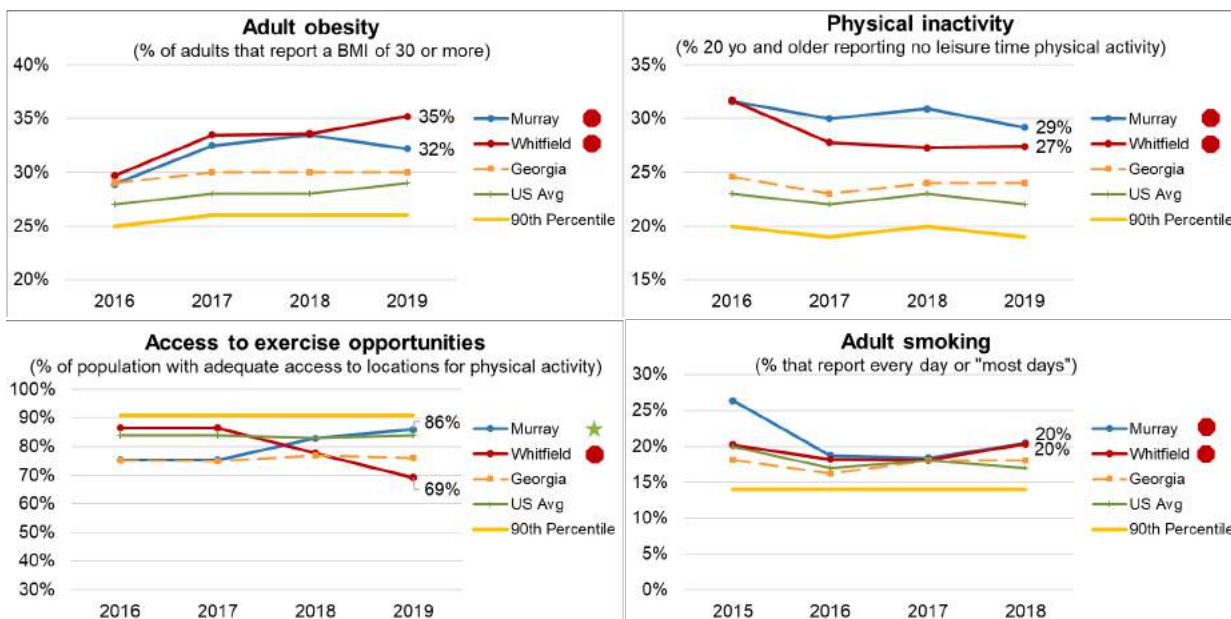 Adult obesity
(% of adults that report a BMI of 30 or more)
40%
35%
30%
25%
20%
35%
32%
2016 2017 2018 2019
Murray
Whitfield
Georgia
US Avg
90th Percentile
Physical inactivity
(% 20 yo and older reporting no leisure time physical activity)
35%
30%
25%
20%
15%
29%
27%
2016 2017 2018 2019
Murray
Whitfield
Georgia
US Avg
90th Percentile
Access to exercise opportunities
(% of population with adequate access to locations for physical activity)
100%
90%
80%
70%
60%
50%
40%
30%
86%
69%
2016 2017 2018 2019
Murray
Whitfield
Georgia
US Avg
90th Percentile
Adult smoking
(% that report every day or "most days")
30%
25%
20%
15%
10%
5%
0%
20%
20%
2015 2016 2017 2018
Murray
Whitfield
Georgia
US Avg
90th Percentile